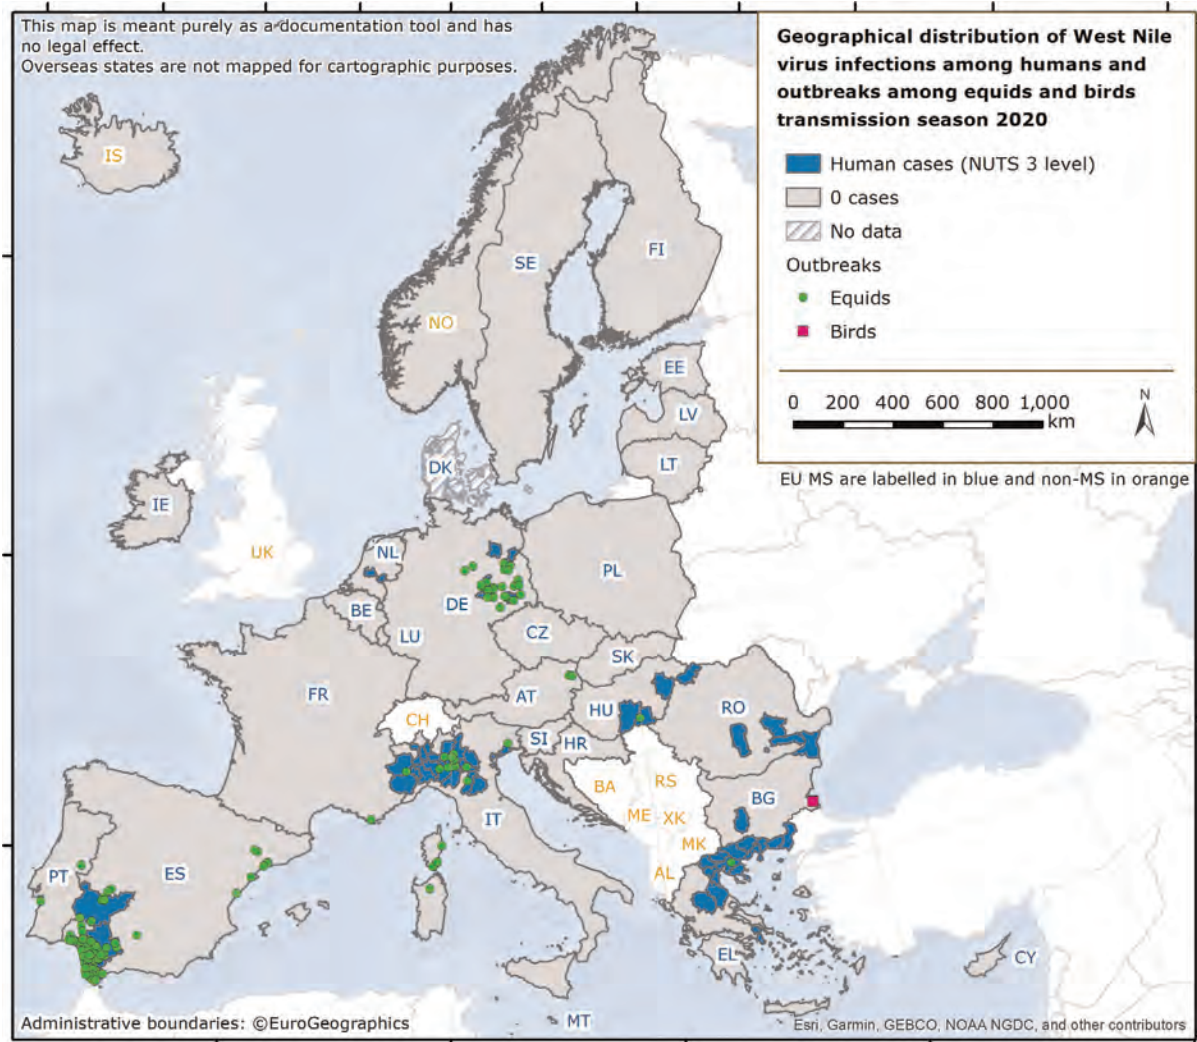 This map is meant purely as a documentation tool and has
no legal effect.
Overseas states are not mapped for cartographic purposes.
Geographical distribution of West Nile
virus infections among humans and
outbreaks among equids and birds
transmission season 2020
Human cases (NUTS 3 level)
0 cases
No data
Outbreaks
Equids
Birds
0 200 400 600 800 1,000
km
N
EU MS are labelled in blue and non-MS in orange
IS
SE
FI
NO
EE
LV
DK
LT
IE
UK
NL
PL
BE
DE
LU
CZ
SK
FR
AT
CH
HU
RO
SI
HR
BA
RS
BG
IT
ME
XK
MK
PT
ES
AL
EL
CY
MT
Administrative boundaries: ©EuroGeographics
Esri, Garmin, GEBCO, NOAA NGDC, and other contributors